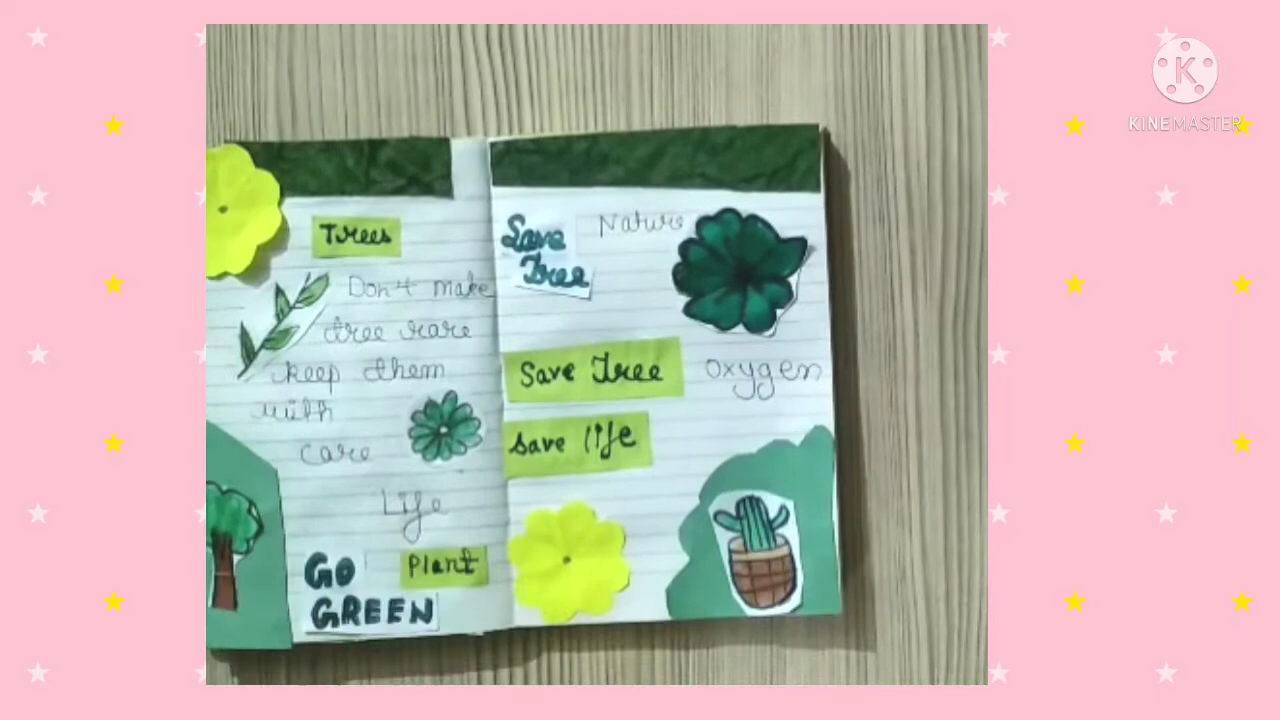 Trees
Don't make
tree rare
keep them
with
care
Life
GO
Plant
GREEN
Save
Nature
Tree
Save Tree
oxygen
save life
K
KINEMASTER